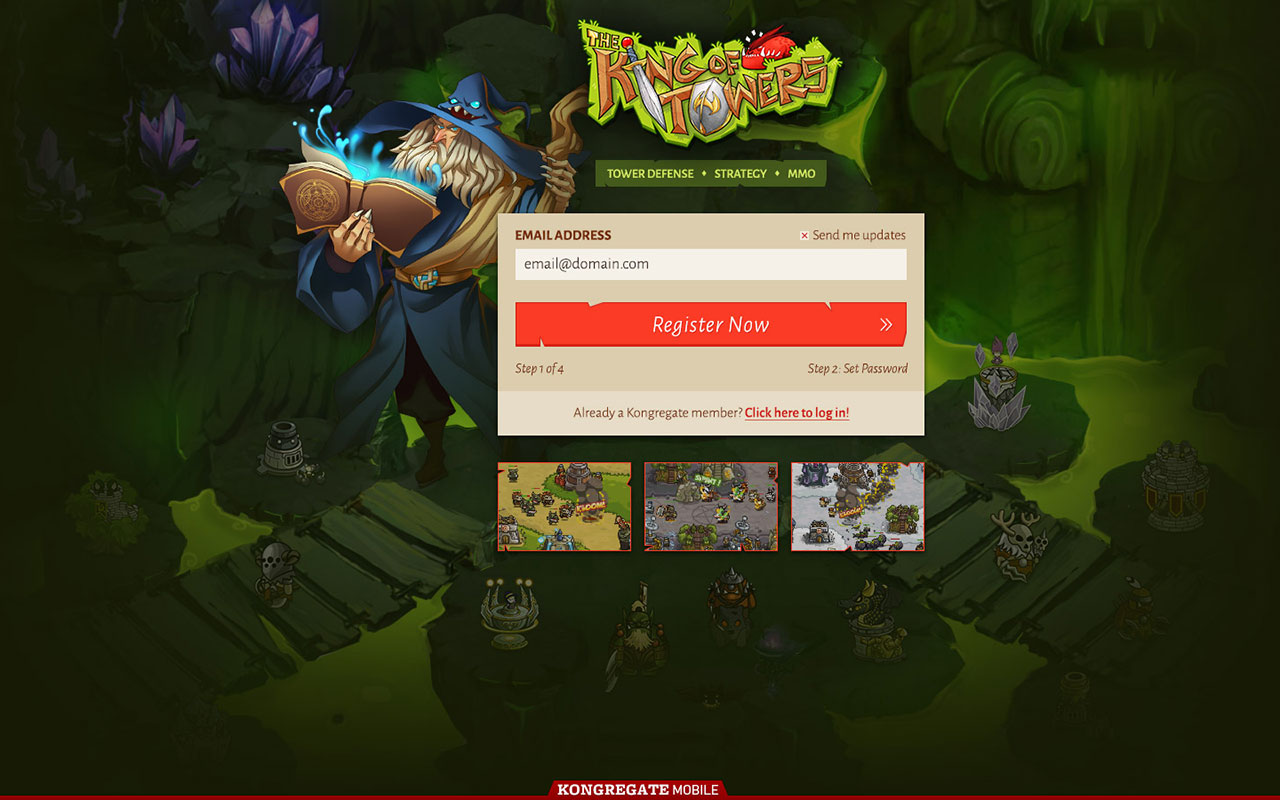 THE
KING OF
TOWERS
TOWER DEFENSE ♦ STRATEGY ♦ MMO
EMAIL ADDRESS
Send me updates
email@domain.com
Register Now »
Step 1 of 4
Step 2: Set Password
Already a Kongregate member? Click here to log in!
KONGREGATE MOBILE